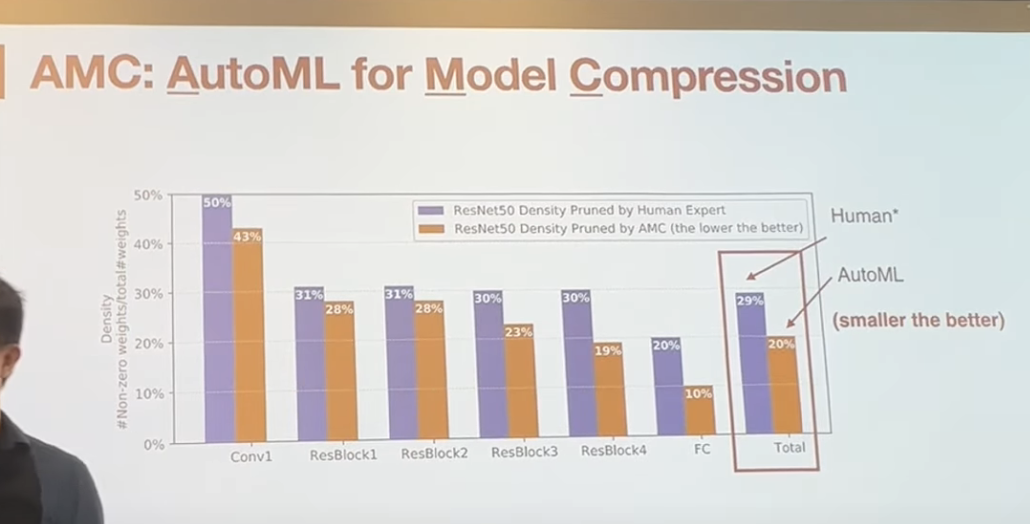 AMC: AutoML for Model Compression
50%
40%
30%
20%
10%
0%
Density
#Non-zero weights/total#weights
ResNet50 Density Pruned by Human Expert
ResNet50 Density Pruned by AMC (the lower the better)
50%
43%
31%
28%
31%
28%
30%
23%
30%
19%
20%
10%
29%
20%
Conv1
ResBlock1
ResBlock2
ResBlock3
ResBlock4
FC
Total
Human*
AutoML
(smaller the better)